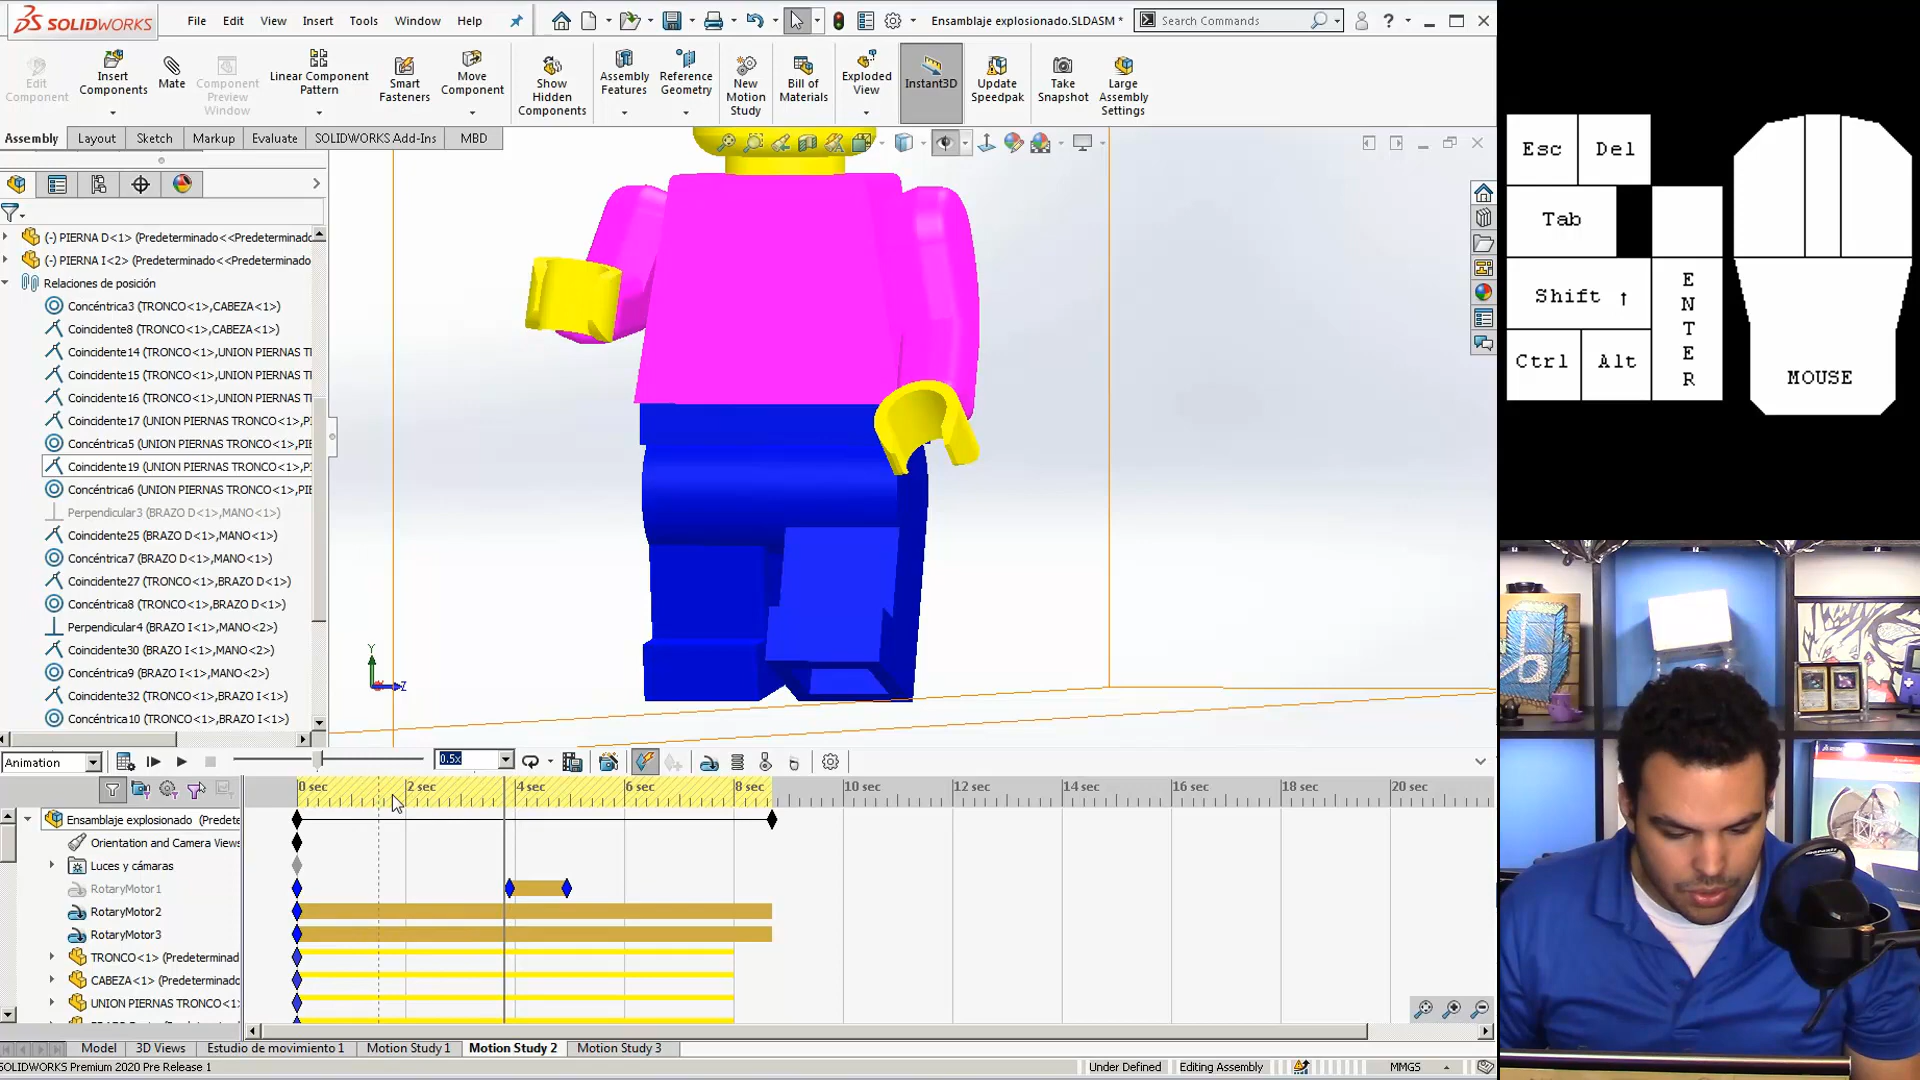 SOLIDWORKS File Edit View Insert Tools Window Help Ensamblaje explosionado.SLDASM * Search Commands
Edit Component
Insert Components
Mate
Component Preview Window
Linear Component Pattern
Smart Fasteners
Move Component
Show Hidden Components
Assembly Features
Reference Geometry
New Motion Study
Bill of Materials
Exploded View
Instant3D
Update Speedpak
Take Snapshot
Large Assembly Settings
Assembly Layout Sketch Markup Evaluate SOLIDWORKS Add-Ins MBD
(-) PIERNA D<1> (Predeterminado<<Predeterminado
(-) PIERNA I<2> (Predeterminado<<Predeterminado
Relaciones de posición
Concéntrica3 (TRONCO<1>,CABEZA<1>)
Coincidente8 (TRONCO<1>,CABEZA<1>)
Coincidente14 (TRONCO<1>,UNION PIERNAS T
Coincidente15 (TRONCO<1>,UNION PIERNAS T
Coincidente16 (TRONCO<1>,UNION PIERNAS T
Coincidente17 (UNION PIERNAS TRONCO<1>,PI
Concéntrica5 (UNION PIERNAS TRONCO<1>,PIE
Coincidente19 (UNION PIERNAS TRONCO<1>,P
Concéntrica6 (UNION PIERNAS TRONCO<1>,PIE
Perpendicular3 (BRAZO D<1>,MANO<1>)
Coincidente25 (BRAZO D<1>,MANO<1>)
Concéntrica7 (BRAZO D<1>,MANO<1>)
Coincidente27 (TRONCO<1>,BRAZO D<1>)
Concéntrica8 (TRONCO<1>,BRAZO D<1>)
Perpendicular4 (BRAZO I<1>,MANO<2>)
Coincidente30 (BRAZO I<1>,MANO<2>)
Concéntrica9 (BRAZO I<1>,MANO<2>)
Coincidente32 (TRONCO<1>,BRAZO I<1>)
Concéntrica10 (TRONCO<1>,BRAZO I<1>)
Y
Z
Animation 0.5x
0 sec 2 sec 4 sec 6 sec 8 sec 10 sec 12 sec 14 sec 16 sec 18 sec 20 sec
Ensamblaje explosionado (Predete
Orientation and Camera Views
Luces y cámaras
RotaryMotor1
RotaryMotor2
RotaryMotor3
TRONCO<1> (Predeterminad
CABEZA<1> (Predeterminado
UNION PIERNAS TRONCO<1>
Model 3D Views Estudio de movimiento 1 Motion Study 1 Motion Study 2 Motion Study 3
SOLIDWORKS Premium 2020 Pre Release 1 Under Defined Editing Assembly MMGS
Esc Del
Tab
Shift ↑
Ctrl Alt
ENTER
MOUSE